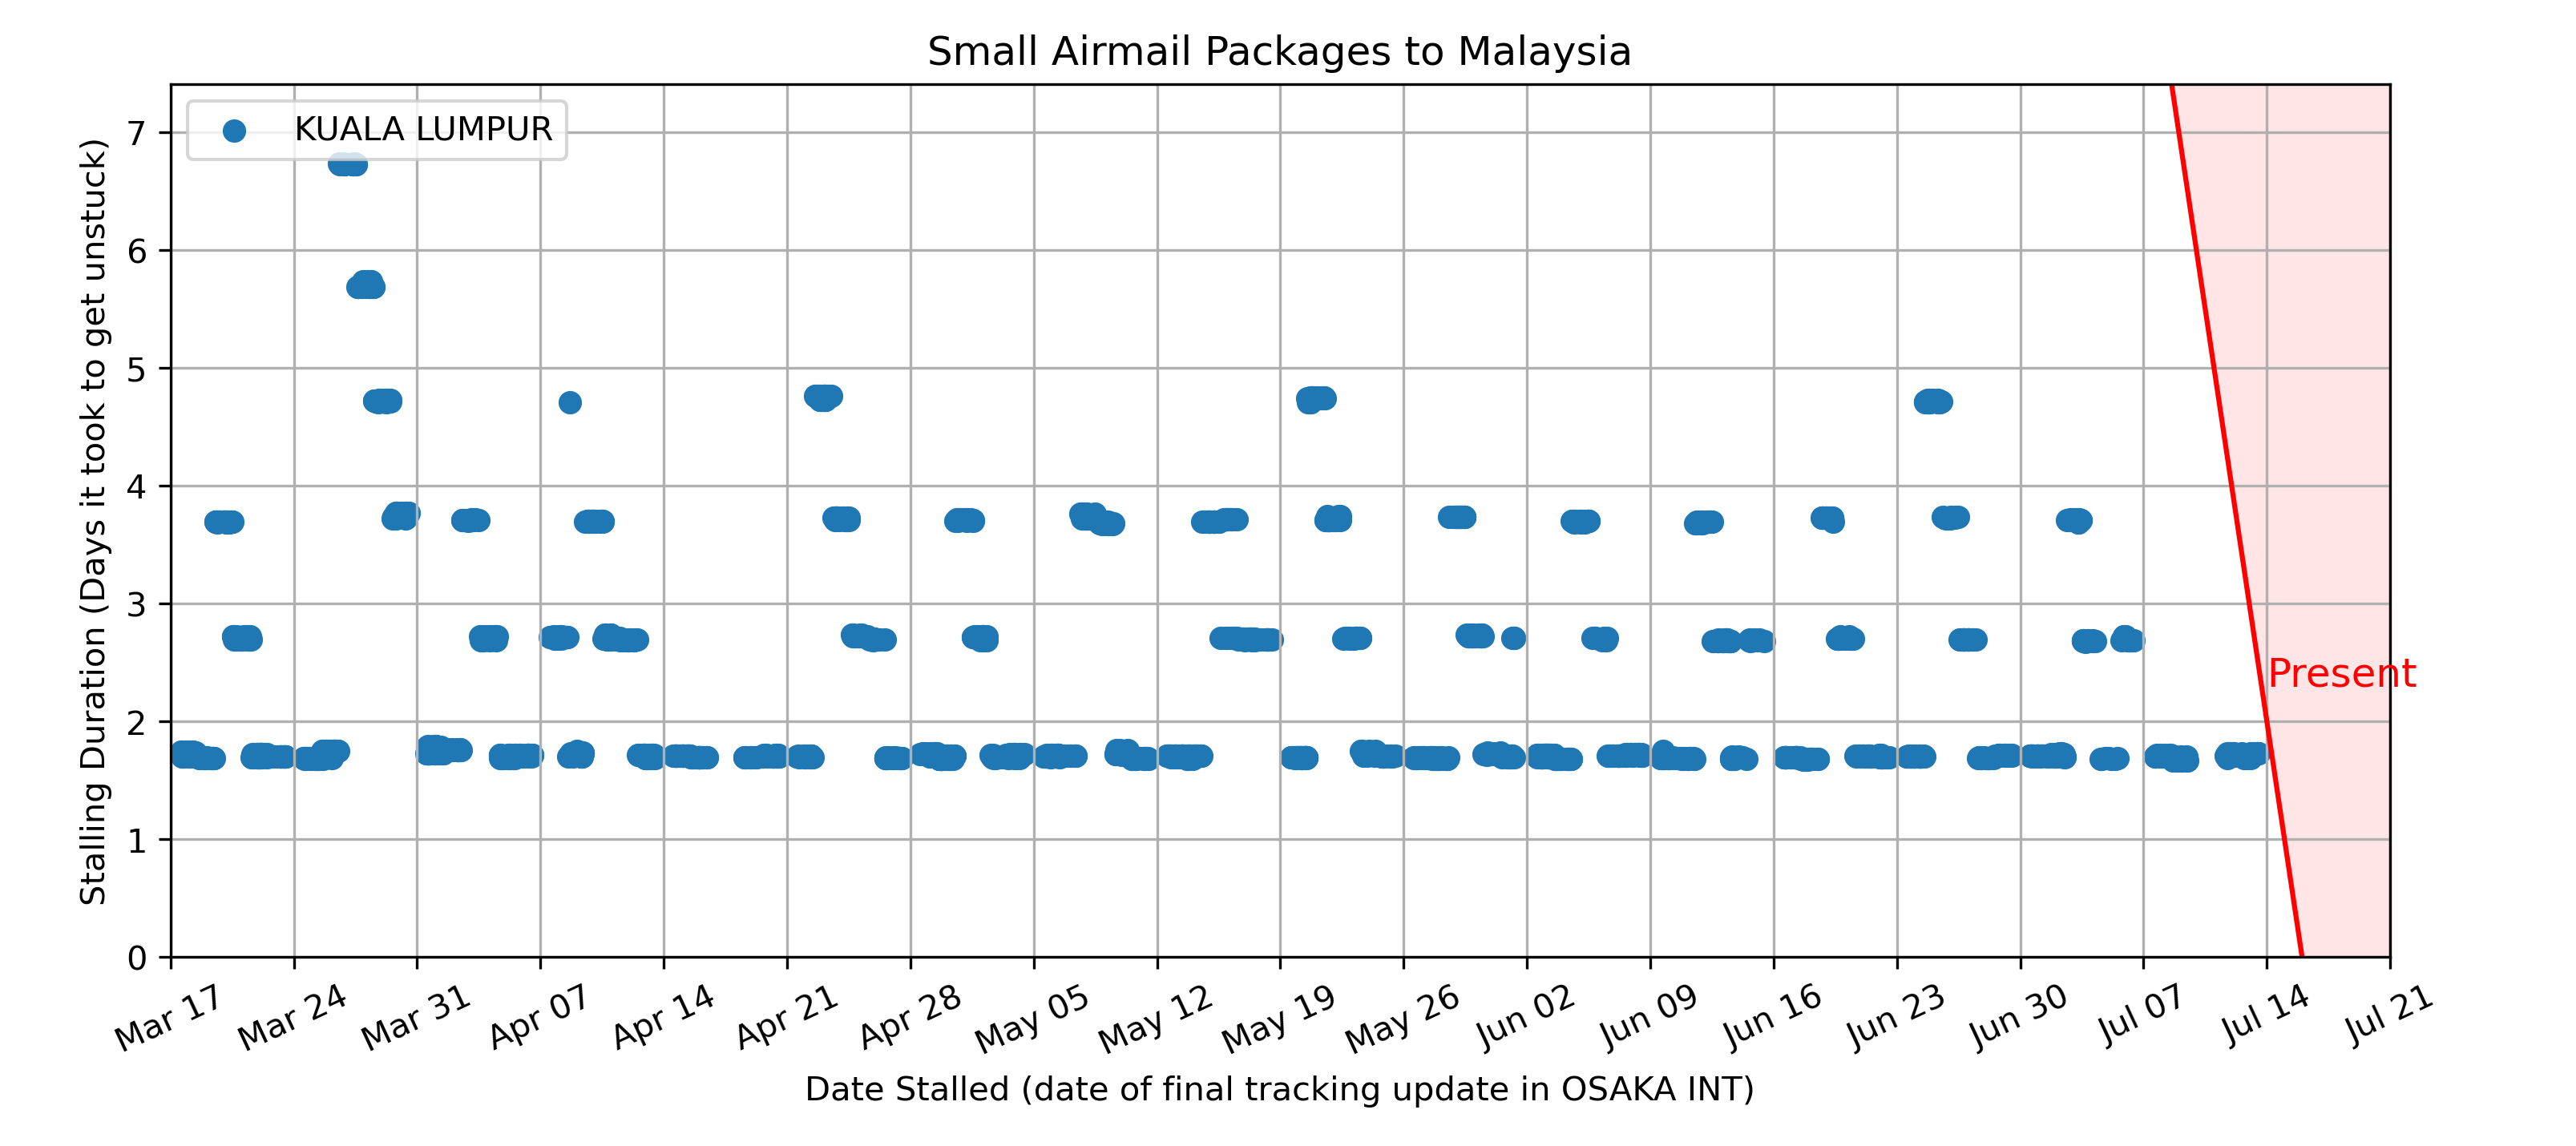 Small Airmail Packages to Malaysia
KUALA LUMPUR
Stalling Duration (Days it took to get unstuck)
7
6
5
4
3
2
1
0
Present
Mar 17
Mar 24
Mar 31
Apr 07
Apr 14
Apr 21
Apr 28
May 05
May 12
May 19
May 26
Jun 02
Jun 09
Jun 16
Jun 23
Jun 30
Jul 07
Jul 14
Jul 21
Date Stalled (date of final tracking update in OSAKA INT)